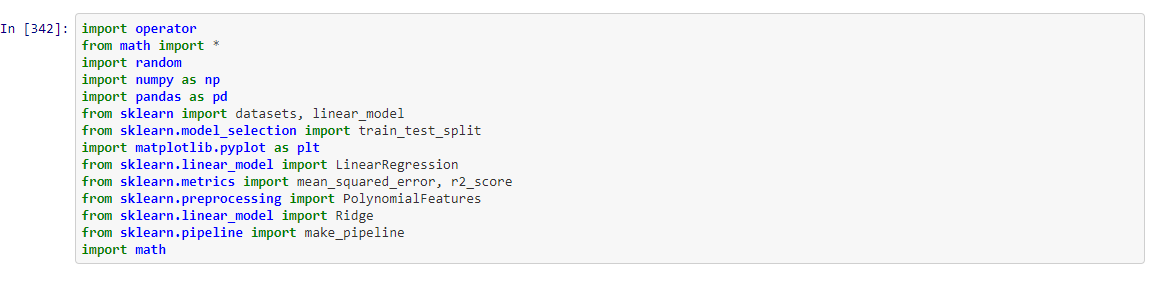 In [342]: import operator
from math import *
import random
import numpy as np
import pandas as pd
from sklearn import datasets, linear_model
from sklearn.model_selection import train_test_split
import matplotlib.pyplot as plt
from sklearn.linear_model import LinearRegression
from sklearn.metrics import mean_squared_error, r2_score
from sklearn.preprocessing import PolynomialFeatures
from sklearn.linear_model import Ridge
from sklearn.pipeline import make_pipeline
import math